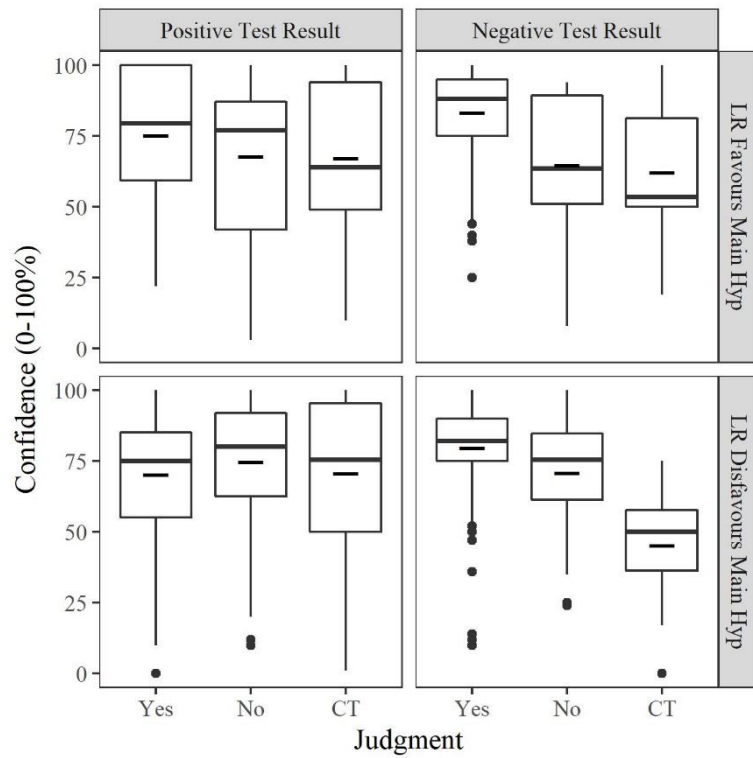 Positive Test Result
Negative Test Result
100
75
50
25
0
LR Favours Main Hyp
100
75
50
25
0
LR Disfavours Main Hyp
Confidence (0-100%)
Yes
No
CT
Yes
No
CT
Judgment